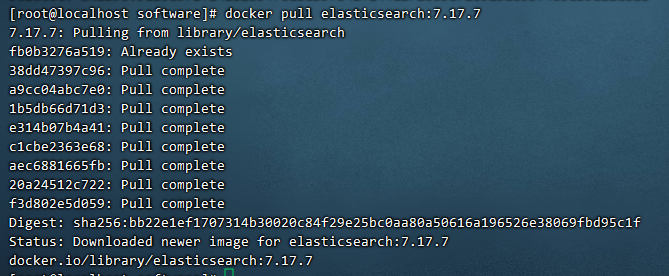 [root@localhost software]# docker pull elasticsearch:7.17.7
7.17.7: Pulling from library/elasticsearch
fb0b3276a519: Already exists
38dd47397c96: Pull complete
a9cc04abc7e0: Pull complete
1b5db66d71d3: Pull complete
e314b07b4a41: Pull complete
c1cbe2363e68: Pull complete
aec6881665fb: Pull complete
20a24512c722: Pull complete
f3d802e5d059: Pull complete
Digest: sha256:bb22e1ef1707314b30020c84f29e25bc0aa80a50616a196526e38069fbd95c1f
Status: Downloaded newer image for elasticsearch:7.17.7
docker.io/library/elasticsearch:7.17.7
[root@localhost software]#